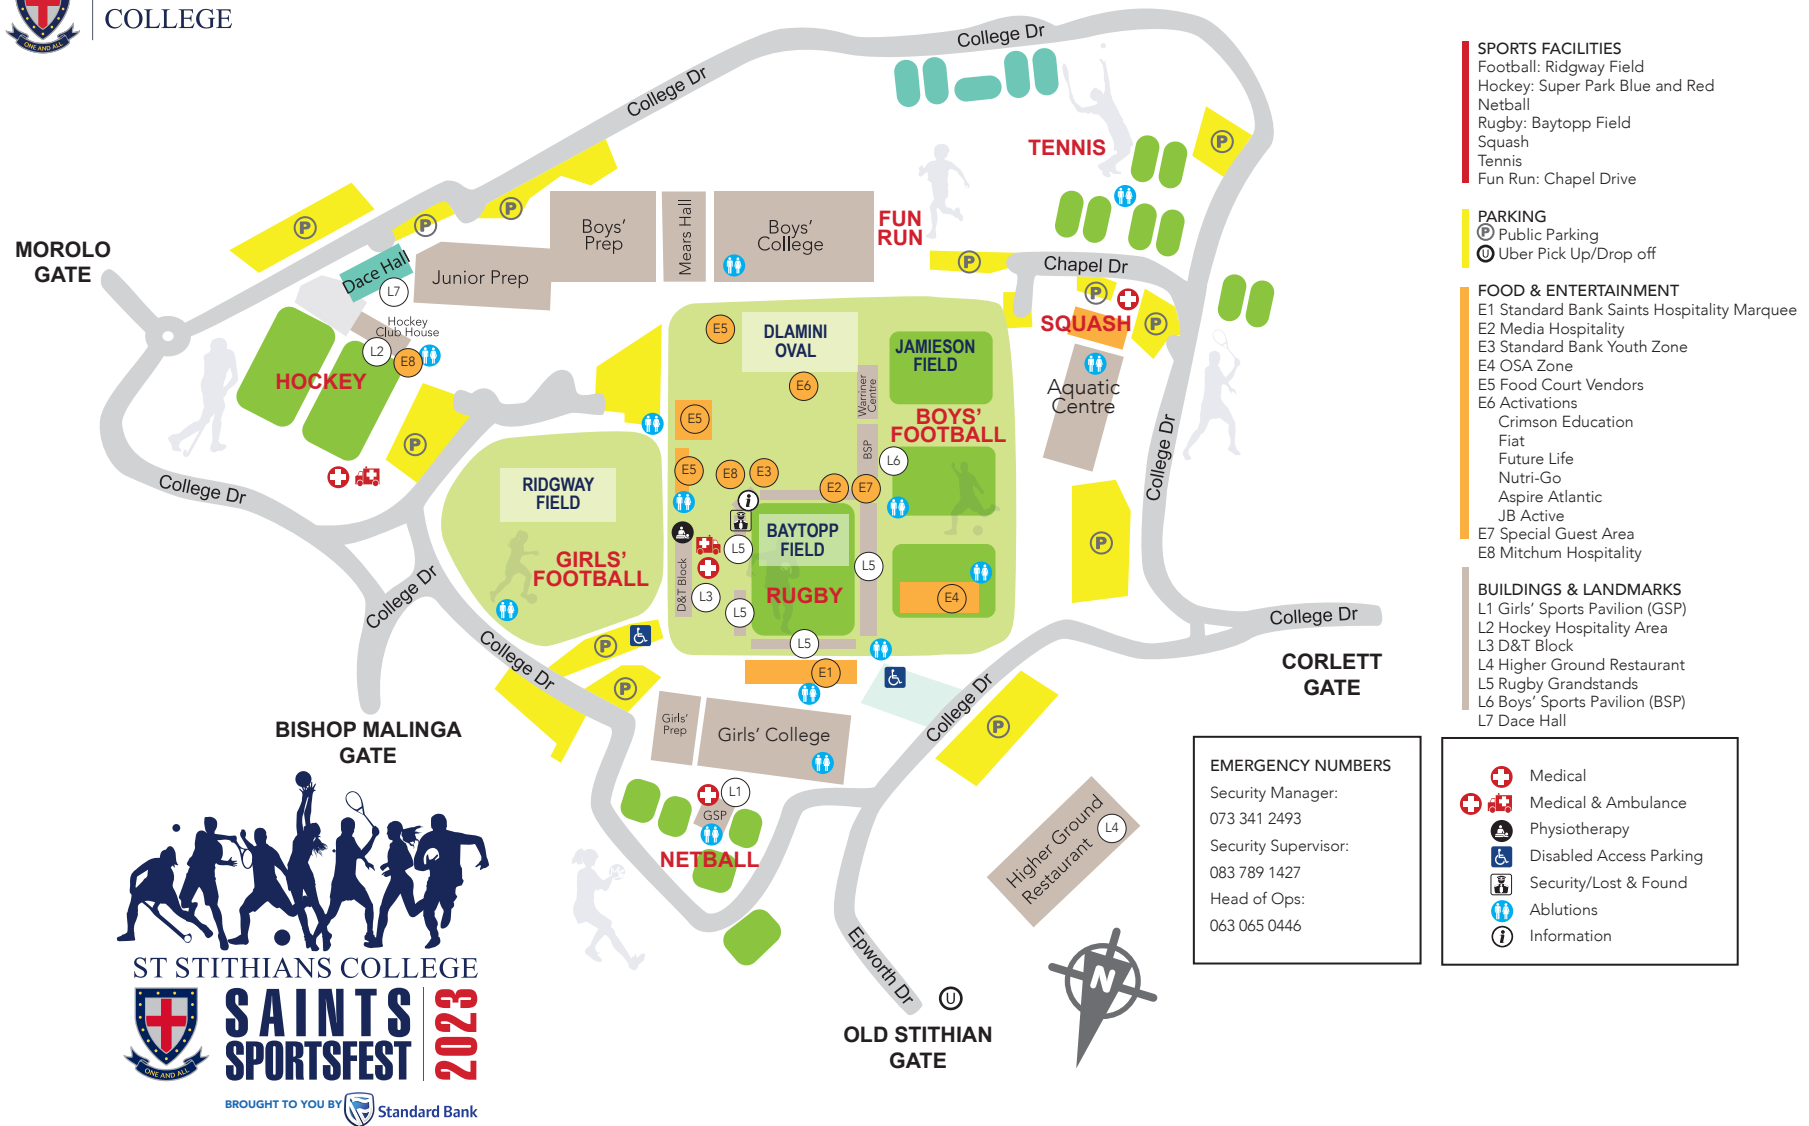 COLLEGE
ONE AND ALL
College Dr
College Dr
TENNIS
FUN
RUN
Boys'
Prep
Mears Hall
Boys'
College
Junior Prep
Dace Hall
L7
MOROLO
GATE
Hockey
Club House
L2
E8
HOCKEY
P
P
P
P
P
P
P
P
P
P
P
P
P
Chapel Dr
SQUASH
Aquatic
Centre
E5
DLAMINI
OVAL
E6
JAMIESON
FIELD
Warriner
Centre
BOYS'
FOOTBALL
BSP
L6
E5
E5
E8
E3
E2
E7
i
RIDGWAY
FIELD
GIRLS'
FOOTBALL
BAYTOPP
FIELD
RUGBY
L5
L5
L5
L5
D&T Block
L3
E4
E1
College Dr
College Dr
College Dr
College Dr
College Dr
College Dr
CORLETT
GATE
BISHOP MALINGA
GATE
Girls'
Prep
Girls' College
L1
GSP
NETBALL
Higher Ground
Restaurant
L4
Epworth Dr
U
OLD STITHIAN
GATE
N
ST STITHIANS COLLEGE
SAINTS
SPORTSFEST
2023
ONE AND ALL
BROUGHT TO YOU BY
Standard Bank
SPORTS FACILITIES
Football: Ridgway Field
Hockey: Super Park Blue and Red
Netball
Rugby: Baytopp Field
Squash
Tennis
Fun Run: Chapel Drive
PARKING
P Public Parking
U Uber Pick Up/Drop off
FOOD & ENTERTAINMENT
E1 Standard Bank Saints Hospitality Marquee
E2 Media Hospitality
E3 Standard Bank Youth Zone
E4 OSA Zone
E5 Food Court Vendors
E6 Activations
Crimson Education
Fiat
Future Life
Nutri-Go
Aspire Atlantic
JB Active
E7 Special Guest Area
E8 Mitchum Hospitality
BUILDINGS & LANDMARKS
L1 Girls' Sports Pavilion (GSP)
L2 Hockey Hospitality Area
L3 D&T Block
L4 Higher Ground Restaurant
L5 Rugby Grandstands
L6 Boys' Sports Pavilion (BSP)
L7 Dace Hall
EMERGENCY NUMBERS
Security Manager:
073 341 2493
Security Supervisor:
083 789 1427
Head of Ops:
063 065 0446
Medical
Medical & Ambulance
Physiotherapy
Disabled Access Parking
Security/Lost & Found
Ablutions
i Information